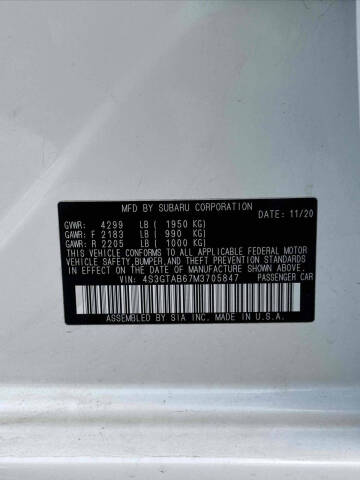 MFD BY SUBARU CORPORATION
DATE: 11/20
GVWR: 4299 LB ( 1950 KG)
GAWR: F 2183 LB ( 990 KG)
GAWR: R 2205 LB ( 1000 KG)
THIS VEHICLE CONFORMS TO ALL APPLICABLE FEDERAL MOTOR
VEHICLE SAFETY, BUMPER, AND THEFT PREVENTION STANDARDS
IN EFFECT ON THE DATE OF MANUFACTURE SHOWN ABOVE.
VIN: 4S3GTAB67M3705847 PASSENGER CAR
ASSEMBLED BY SIA INC. MADE IN U.S.A.